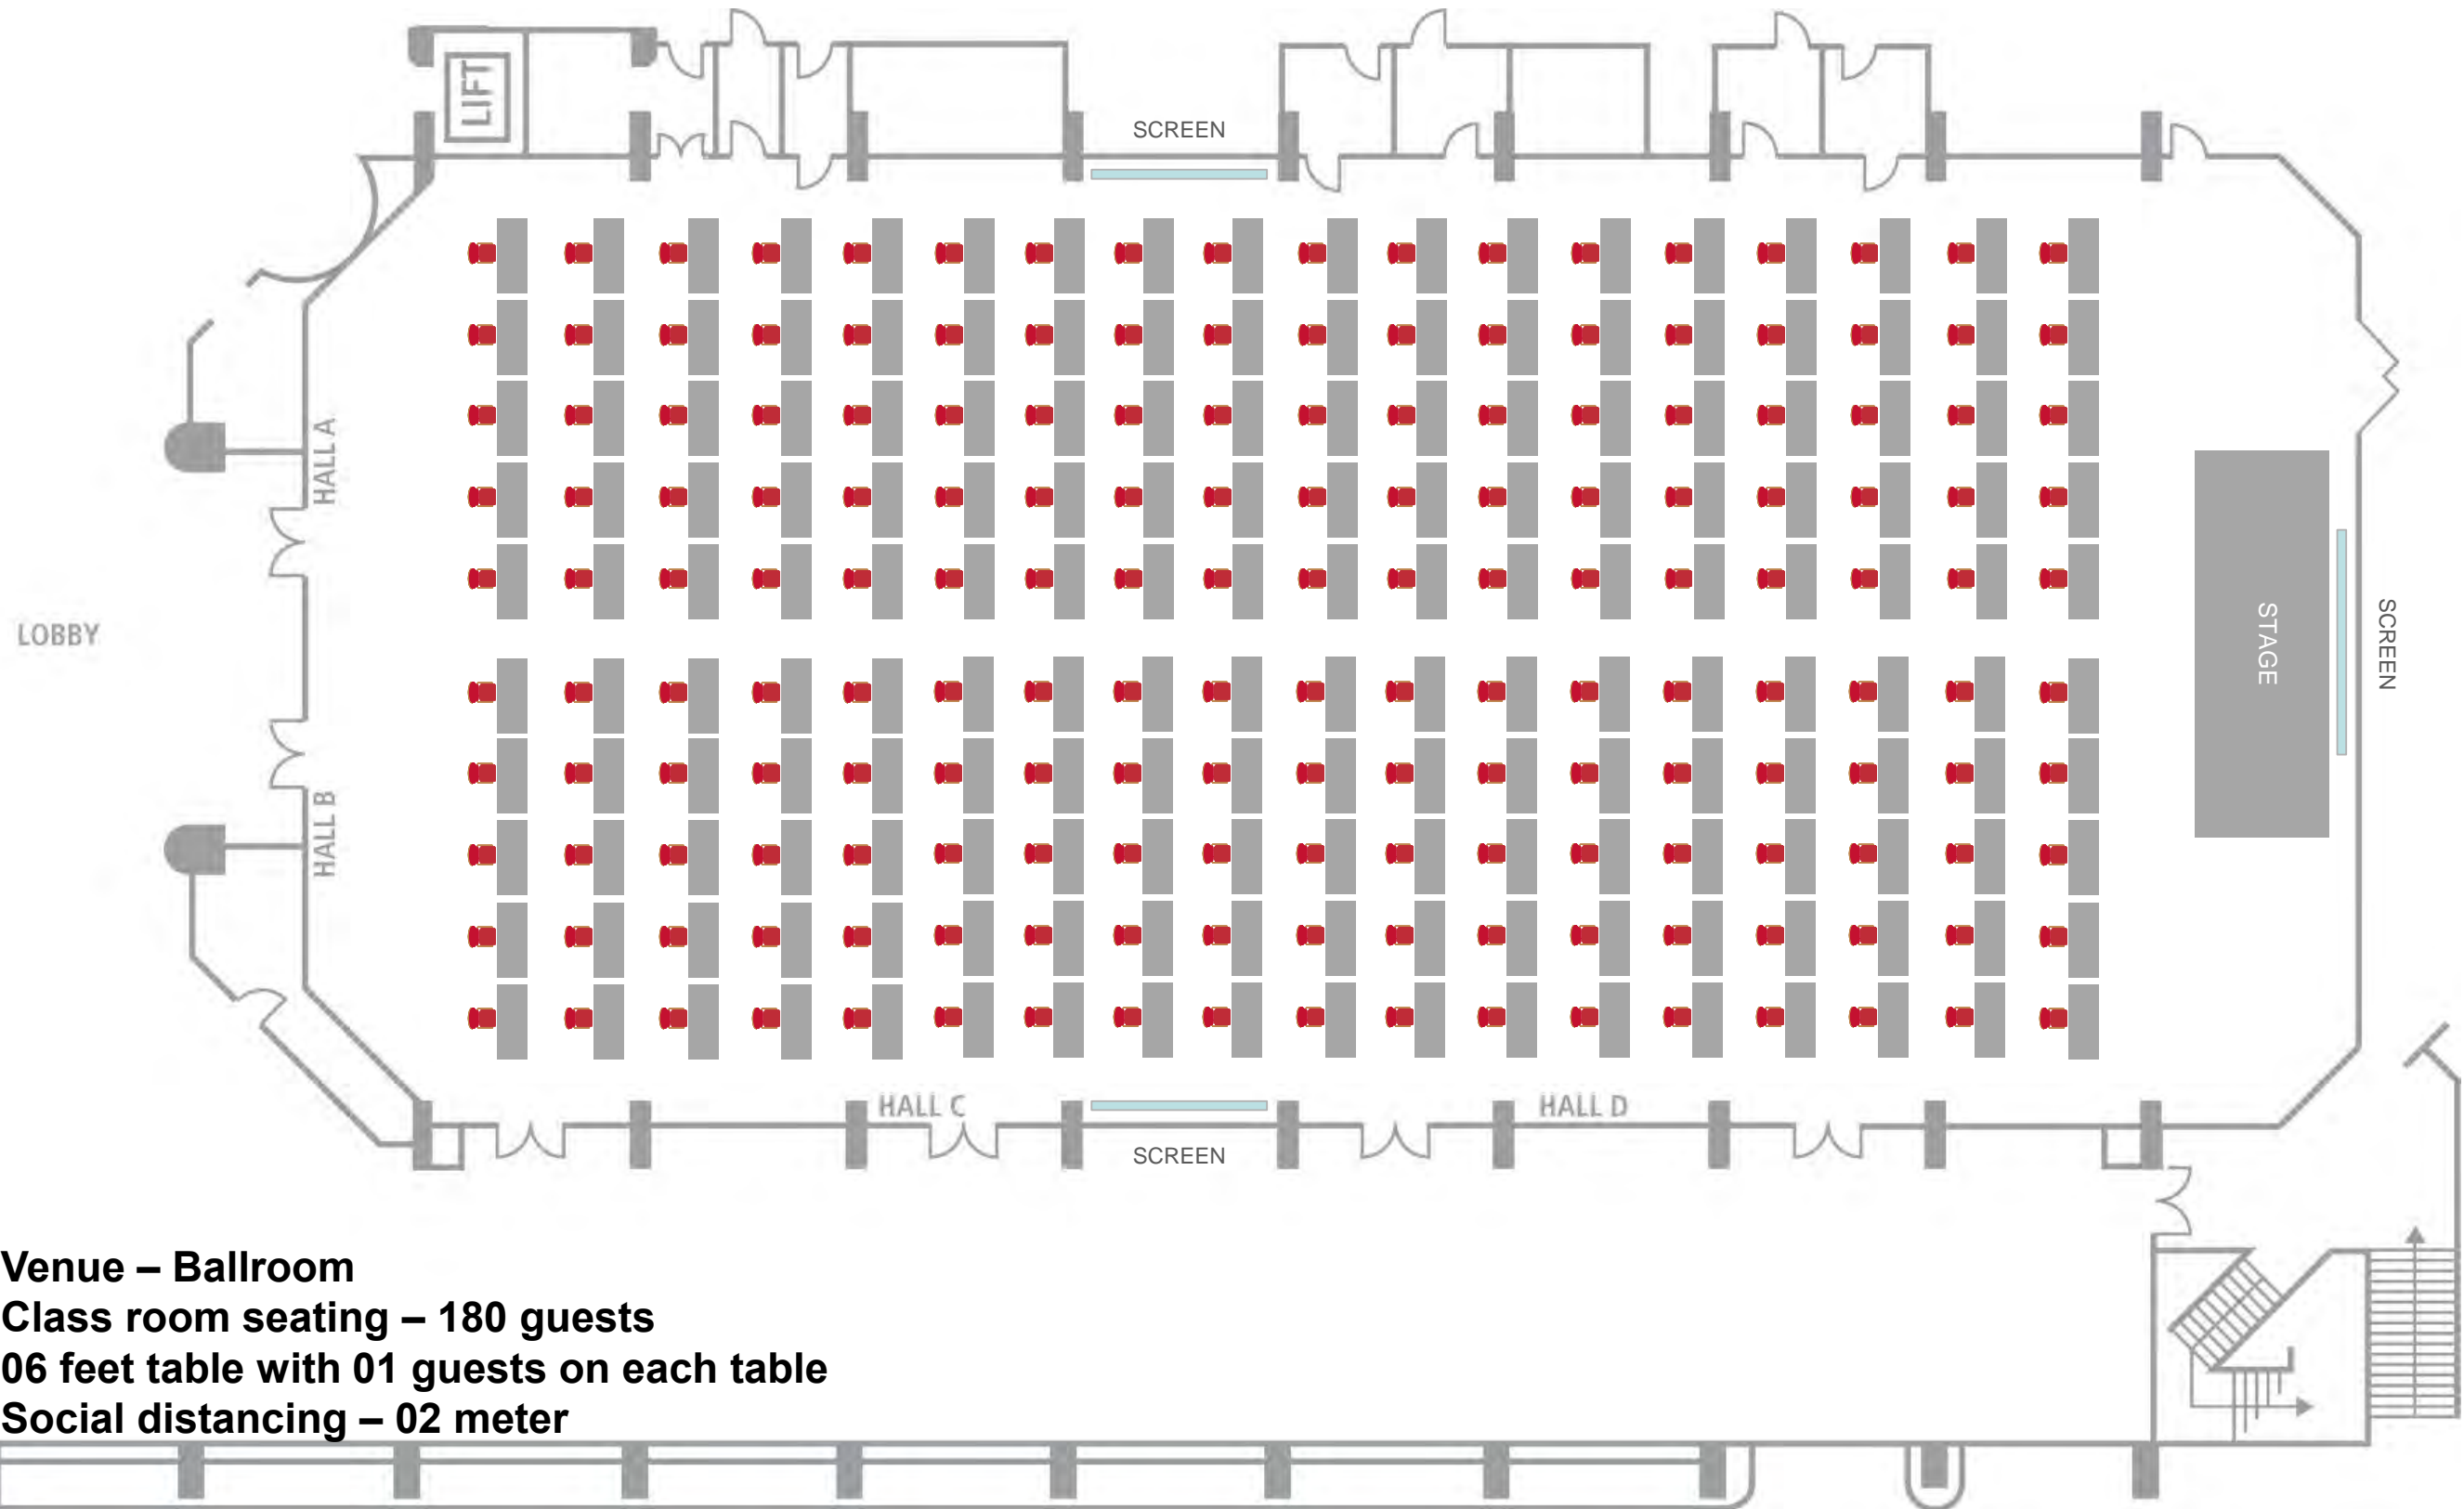 LIFT
SCREEN
HALL A
LOBBY
STAGE
SCREEN
HALL B
HALL C
HALL D
SCREEN
Venue – Ballroom
Class room seating – 180 guests
06 feet table with 01 guests on each table
Social distancing – 02 meter